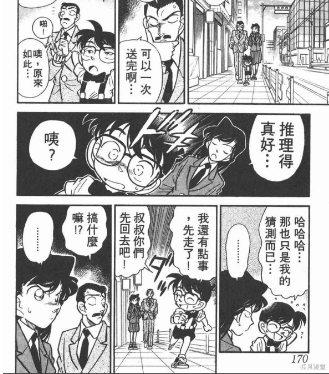 可以一次
送完啊…
啪—
噢，原來
如此…
推理得
真好…
咦？
哈哈哈…
那也只是我的
猜測而已…
我還有點事
，先走了！
叔叔你們
先回去吧！
搞什麼
嘛!?
………
………
170